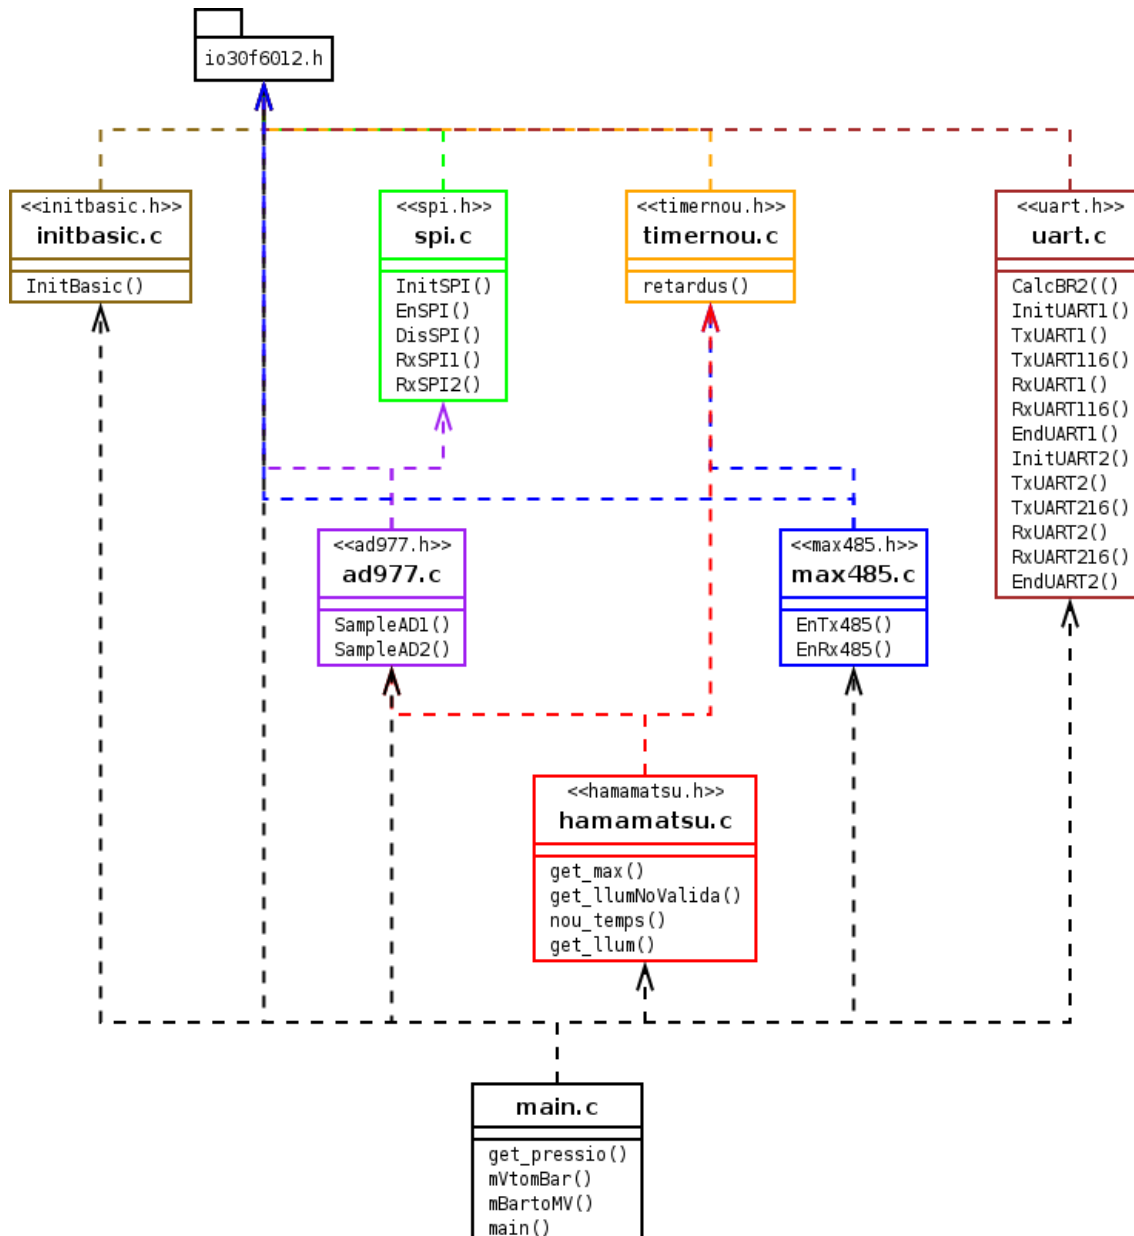 io30f6012.h
<<initbasic.h>>
initbasic.c
InitBasic()
<<spi.h>>
spi.c
InitSPI()
EnSPI()
DisSPI()
RxSPI1()
RxSPI2()
<<timernou.h>>
timernou.c
retardus()
<<uart.h>>
uart.c
CalcBR2(()
InitUART1()
TxUART1()
TxUART116()
RxUART1()
RxUART116()
EndUART1()
InitUART2()
TxUART2()
TxUART216()
RxUART2()
RxUART216()
EndUART2()
<<ad977.h>>
ad977.c
SampleAD1()
SampleAD2()
<<max485.h>>
max485.c
EnTx485()
EnRx485()
<<hamamatsu.h>>
hamamatsu.c
get_max()
get_llumNoValida()
nou_temps()
get_llum()
main.c
get_pressio()
mVtomBar()
mBartoMV()
main()